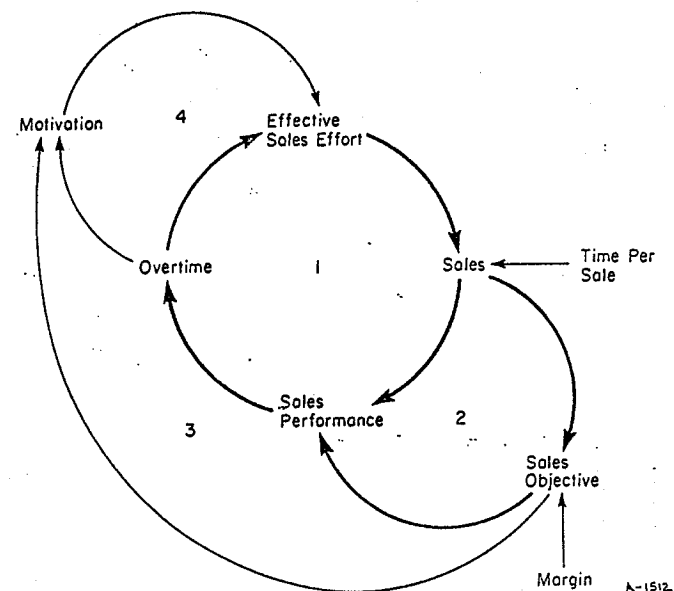 4
Motivation
Effective
Sales Effort
Overtime
1
Sales
Time Per
Sale
Sales
Performance
3
2
Sales
Objective
Margin
A-1512